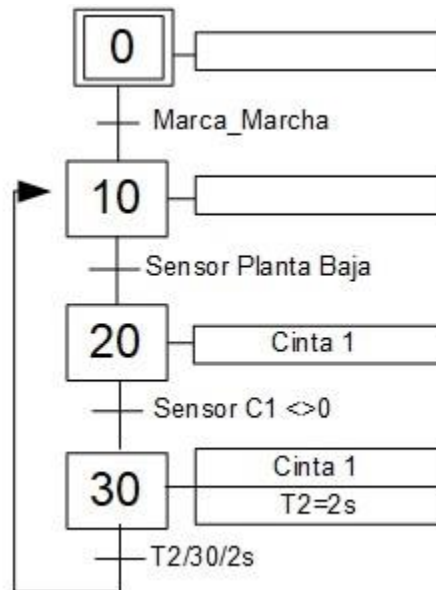 0
Marca_Marcha
10
Sensor Planta Baja
20
Cinta 1
Sensor C1 <>0
30
Cinta 1
T2=2s
T2/30/2s